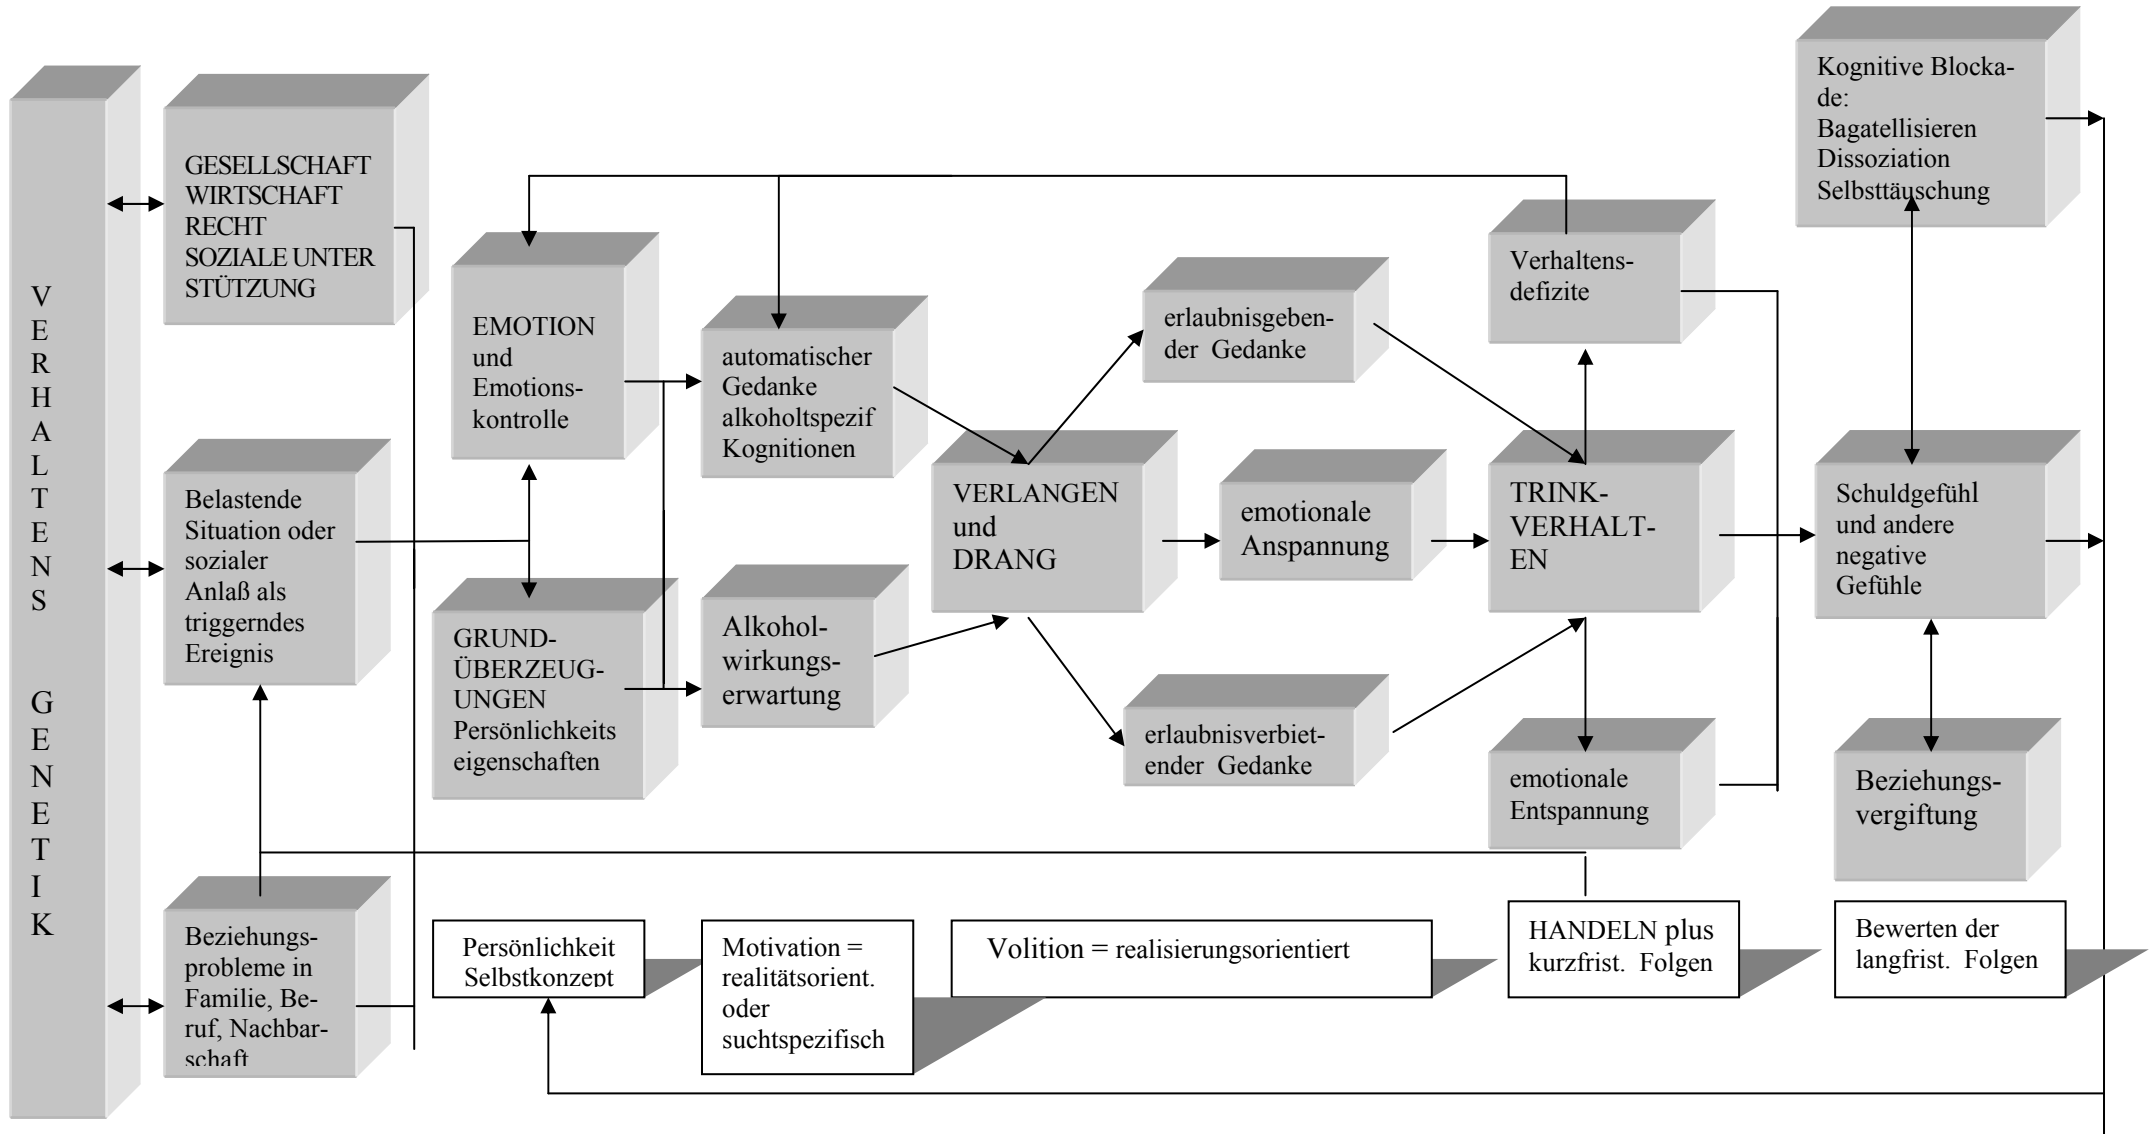 VERHALTENS GENETIK
GESELLSCHAFT
WIRTSCHAFT
RECHT
SOZIALE UNTER
STÜTZUNG
Belastende
Situation oder
sozialer
Anlaß als
triggerndes
Ereignis
Beziehungs-
probleme in
Familie, Be-
ruf, Nachbar-
schaft
EMOTION
und
Emotions-
kontrolle
GRUND-
ÜBERZEUG-
UNGEN
Persönlichkeits
eigenschaften
automatischer
Gedanke
alkoholtspezif
Kognitionen
Alkohol-
wirkungs-
erwartung
VERLANGEN
und
DRANG
erlaubnisgeben-
der Gedanke
emotionale
Anspannung
erlaubnisverbiet-
ender Gedanke
Verhaltens-
defizite
TRINK-
VERHALT-
EN
emotionale
Entspannung
Kognitive Blocka-
de:
Bagatellisieren
Dissoziation
Selbsttäuschung
Schuldgefühl
und andere
negative
Gefühle
Beziehungs-
vergiftung
Persönlichkeit
Selbstkonzept
Motivation =
realitätsorient.
oder
suchtspezifisch
Volition = realisierungsorientiert
HANDELN plus
kurzfrist. Folgen
Bewerten der
langfrist. Folgen